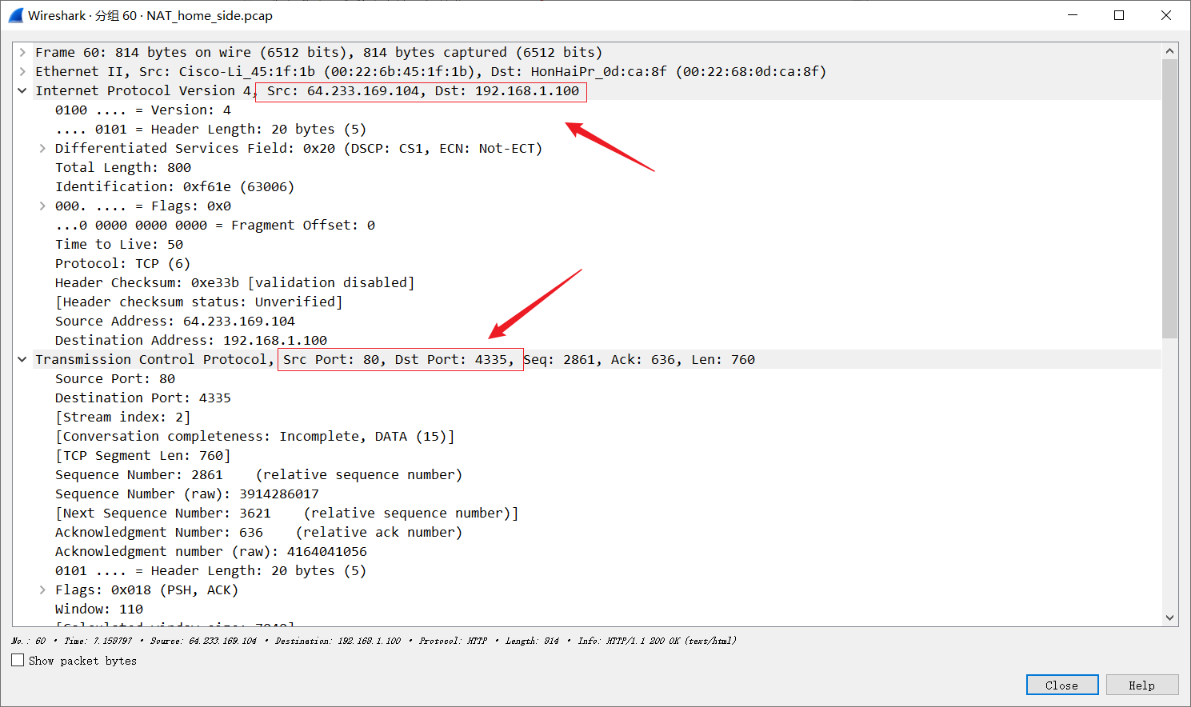 Wireshark · 分组 60 · NAT_home_side.pcap
Frame 60: 814 bytes on wire (6512 bits), 814 bytes captured (6512 bits)
Ethernet II, Src: Cisco-Li_45:1f:1b (00:22:6b:45:1f:1b), Dst: HonHaiPr_0d:ca:8f (00:22:68:0d:ca:8f)
Internet Protocol Version 4, Src: 64.233.169.104, Dst: 192.168.1.100
0100 .... = Version: 4
.... 0101 = Header Length: 20 bytes (5)
Differentiated Services Field: 0x20 (DSCP: CS1, ECN: Not-ECT)
Total Length: 800
Identification: 0xf61e (63006)
000. .... = Flags: 0x0
...0 0000 0000 0000 = Fragment Offset: 0
Time to Live: 50
Protocol: TCP (6)
Header Checksum: 0xe33b [validation disabled]
[Header checksum status: Unverified]
Source Address: 64.233.169.104
Destination Address: 192.168.1.100
Transmission Control Protocol, Src Port: 80, Dst Port: 4335, Seq: 2861, Ack: 636, Len: 760
Source Port: 80
Destination Port: 4335
[Stream index: 2]
[Conversation completeness: Incomplete, DATA (15)]
[TCP Segment Len: 760]
Sequence Number: 2861    (relative sequence number)
Sequence Number (raw): 3914286017
[Next Sequence Number: 3621    (relative sequence number)]
Acknowledgment Number: 636    (relative ack number)
Acknowledgment number (raw): 4164041056
0101 .... = Header Length: 20 bytes (5)
Flags: 0x018 (PSH, ACK)
Window: 110
[Calculated window size: 7040]
No.: 60 · Time: 7.158797 · Source: 64.233.169.104 · Destination: 192.168.1.100 · Protocol: HTTP · Length: 814 · Info: HTTP/1.1 200 OK (text/html)
Show packet bytes
Close
Help